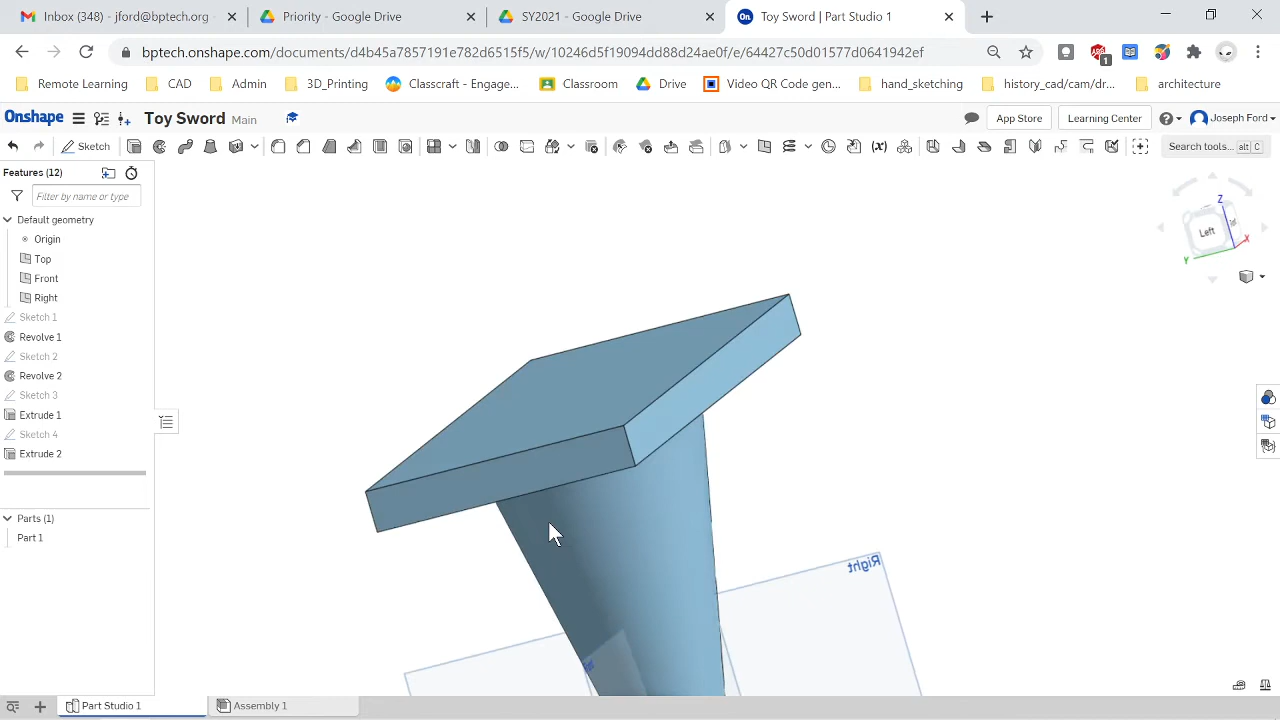 Inbox (348) - jford@bptech.org
Priority - Google Drive
SY2021 - Google Drive
Toy Sword | Part Studio 1
bptech.onshape.com/documents/d4b45a7857191e782d6515f5/w/10246d5f19094dd88d24ae0f/e/64427c50d01577d0641942ef
1
Remote Learning
CAD
Admin
3D_Printing
Classcraft - Engage...
Classroom
Drive
Video QR Code gen...
hand_sketching
history_cad/cam/dr...
architecture
Onshape
Toy Sword Main
App Store
Learning Center
Joseph Ford
Sketch
Search tools... alt C
Features (12)
Filter by name or type
Default geometry
Origin
Top
Front
Right
Sketch 1
Revolve 1
Sketch 2
Revolve 2
Sketch 3
Extrude 1
Sketch 4
Extrude 2
Parts (1)
Part 1
Z
Left
X
Y
Right
Part Studio 1
Assembly 1